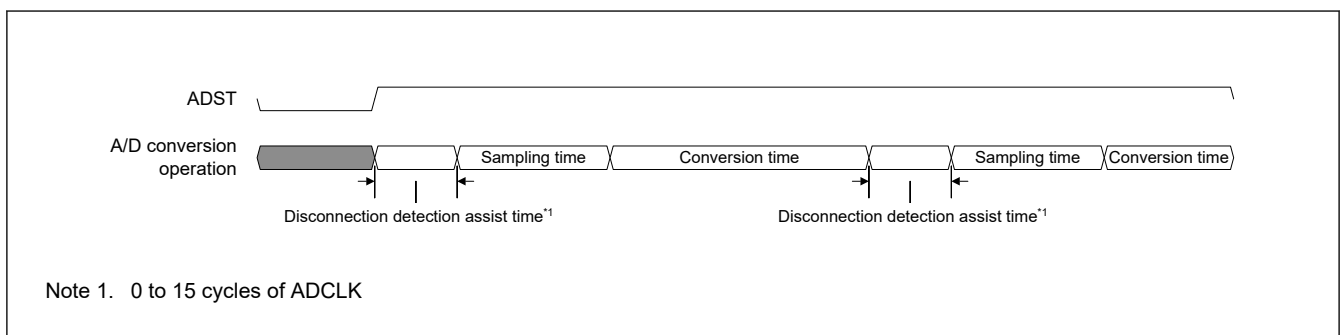 ADST
A/D conversion
operation
Sampling time
Conversion time
Sampling time
Conversion time
Disconnection detection assist time*1
Disconnection detection assist time*1
Note 1. 0 to 15 cycles of ADCLK